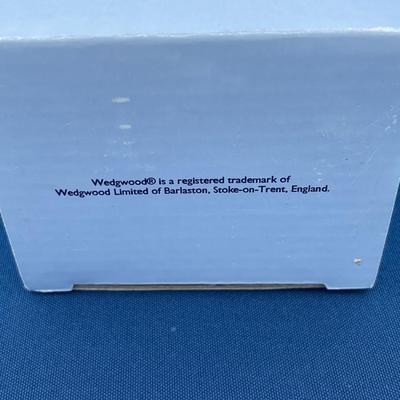 Wedgwood® is a registered trademark of
Wedgwood Limited of Barlaston, Stoke-on-Trent, England.